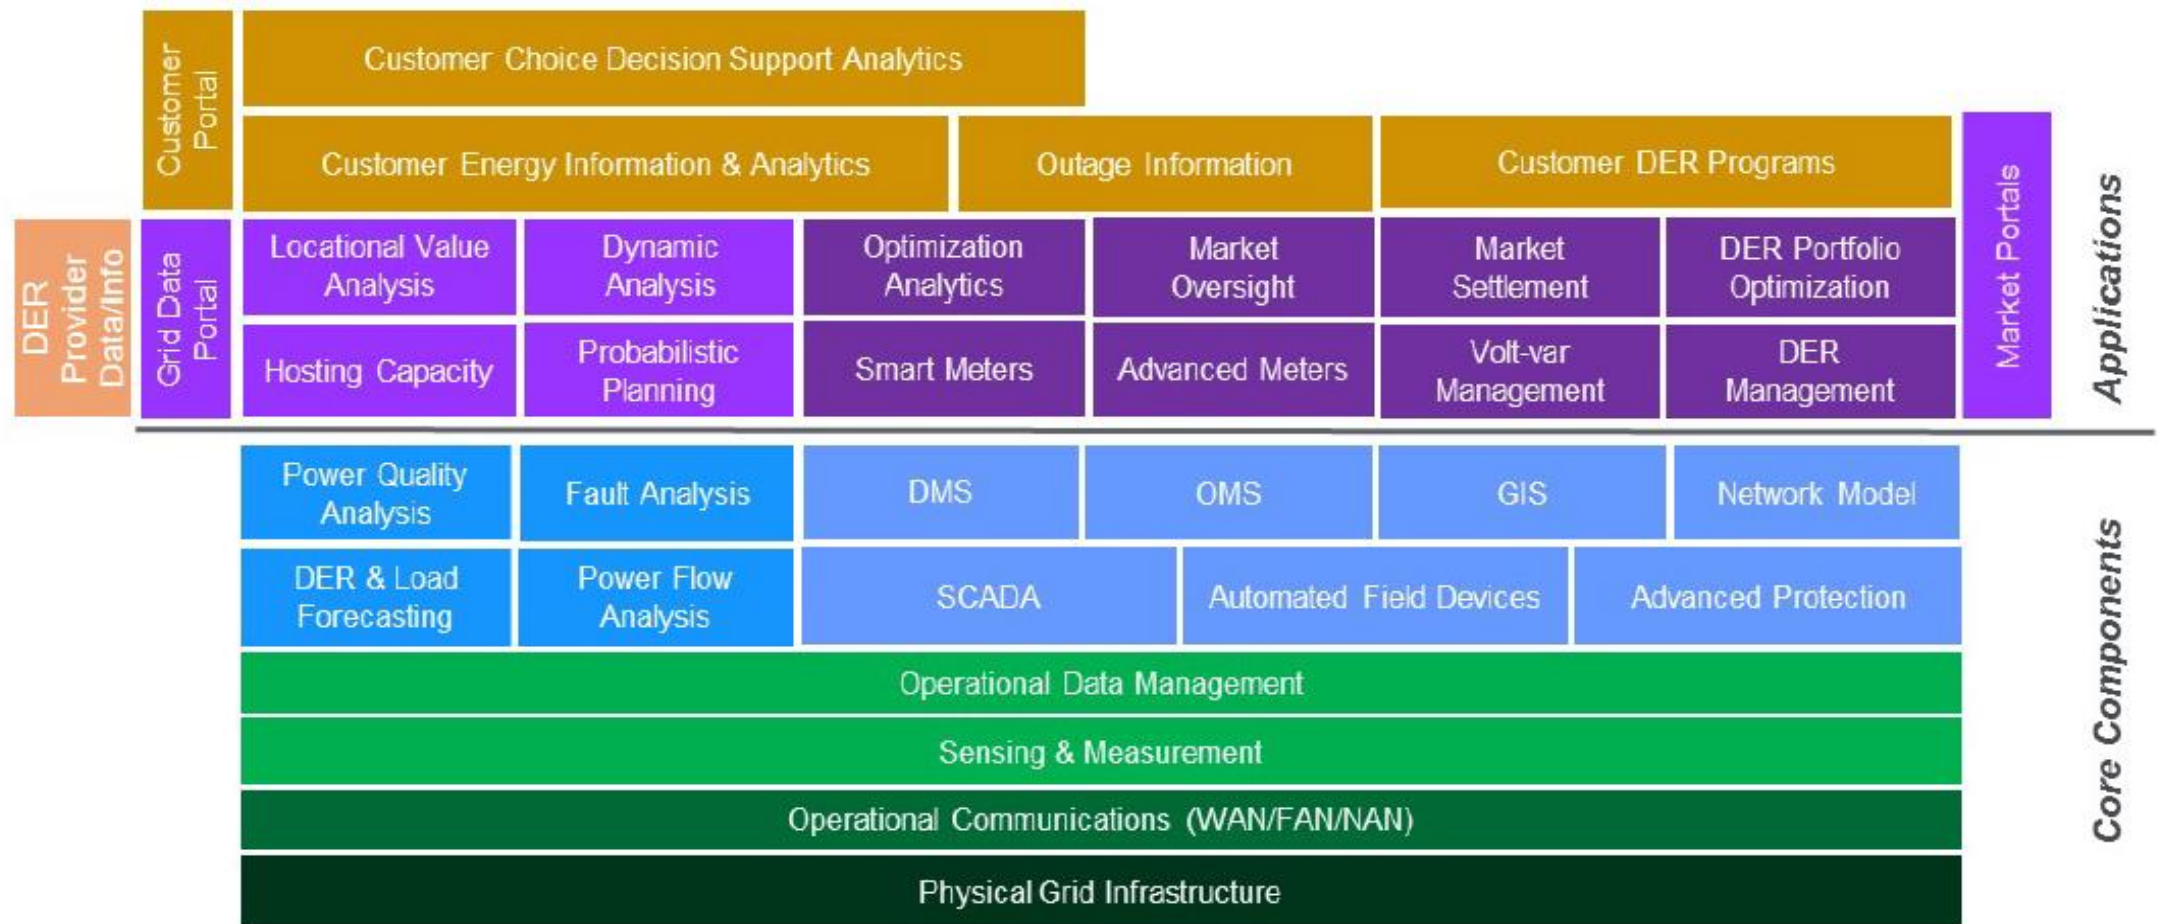 Customer
Portal
Customer Choice Decision Support Analytics
Customer Energy Information & Analytics
Outage Information
Customer DER Programs
Market Portals
Applications
DER
Provider
Data/Info
Grid Data
Portal
Locational Value
Analysis
Dynamic
Analysis
Optimization
Analytics
Market
Oversight
Market
Settlement
DER Portfolio
Optimization
Hosting Capacity
Probabilistic
Planning
Smart Meters
Advanced Meters
Volt-var
Management
DER
Management
Power Quality
Analysis
Fault Analysis
DMS
OMS
GIS
Network Model
Core Components
DER & Load
Forecasting
Power Flow
Analysis
SCADA
Automated Field Devices
Advanced Protection
Operational Data Management
Sensing & Measurement
Operational Communications (WAN/FAN/NAN)
Physical Grid Infrastructure